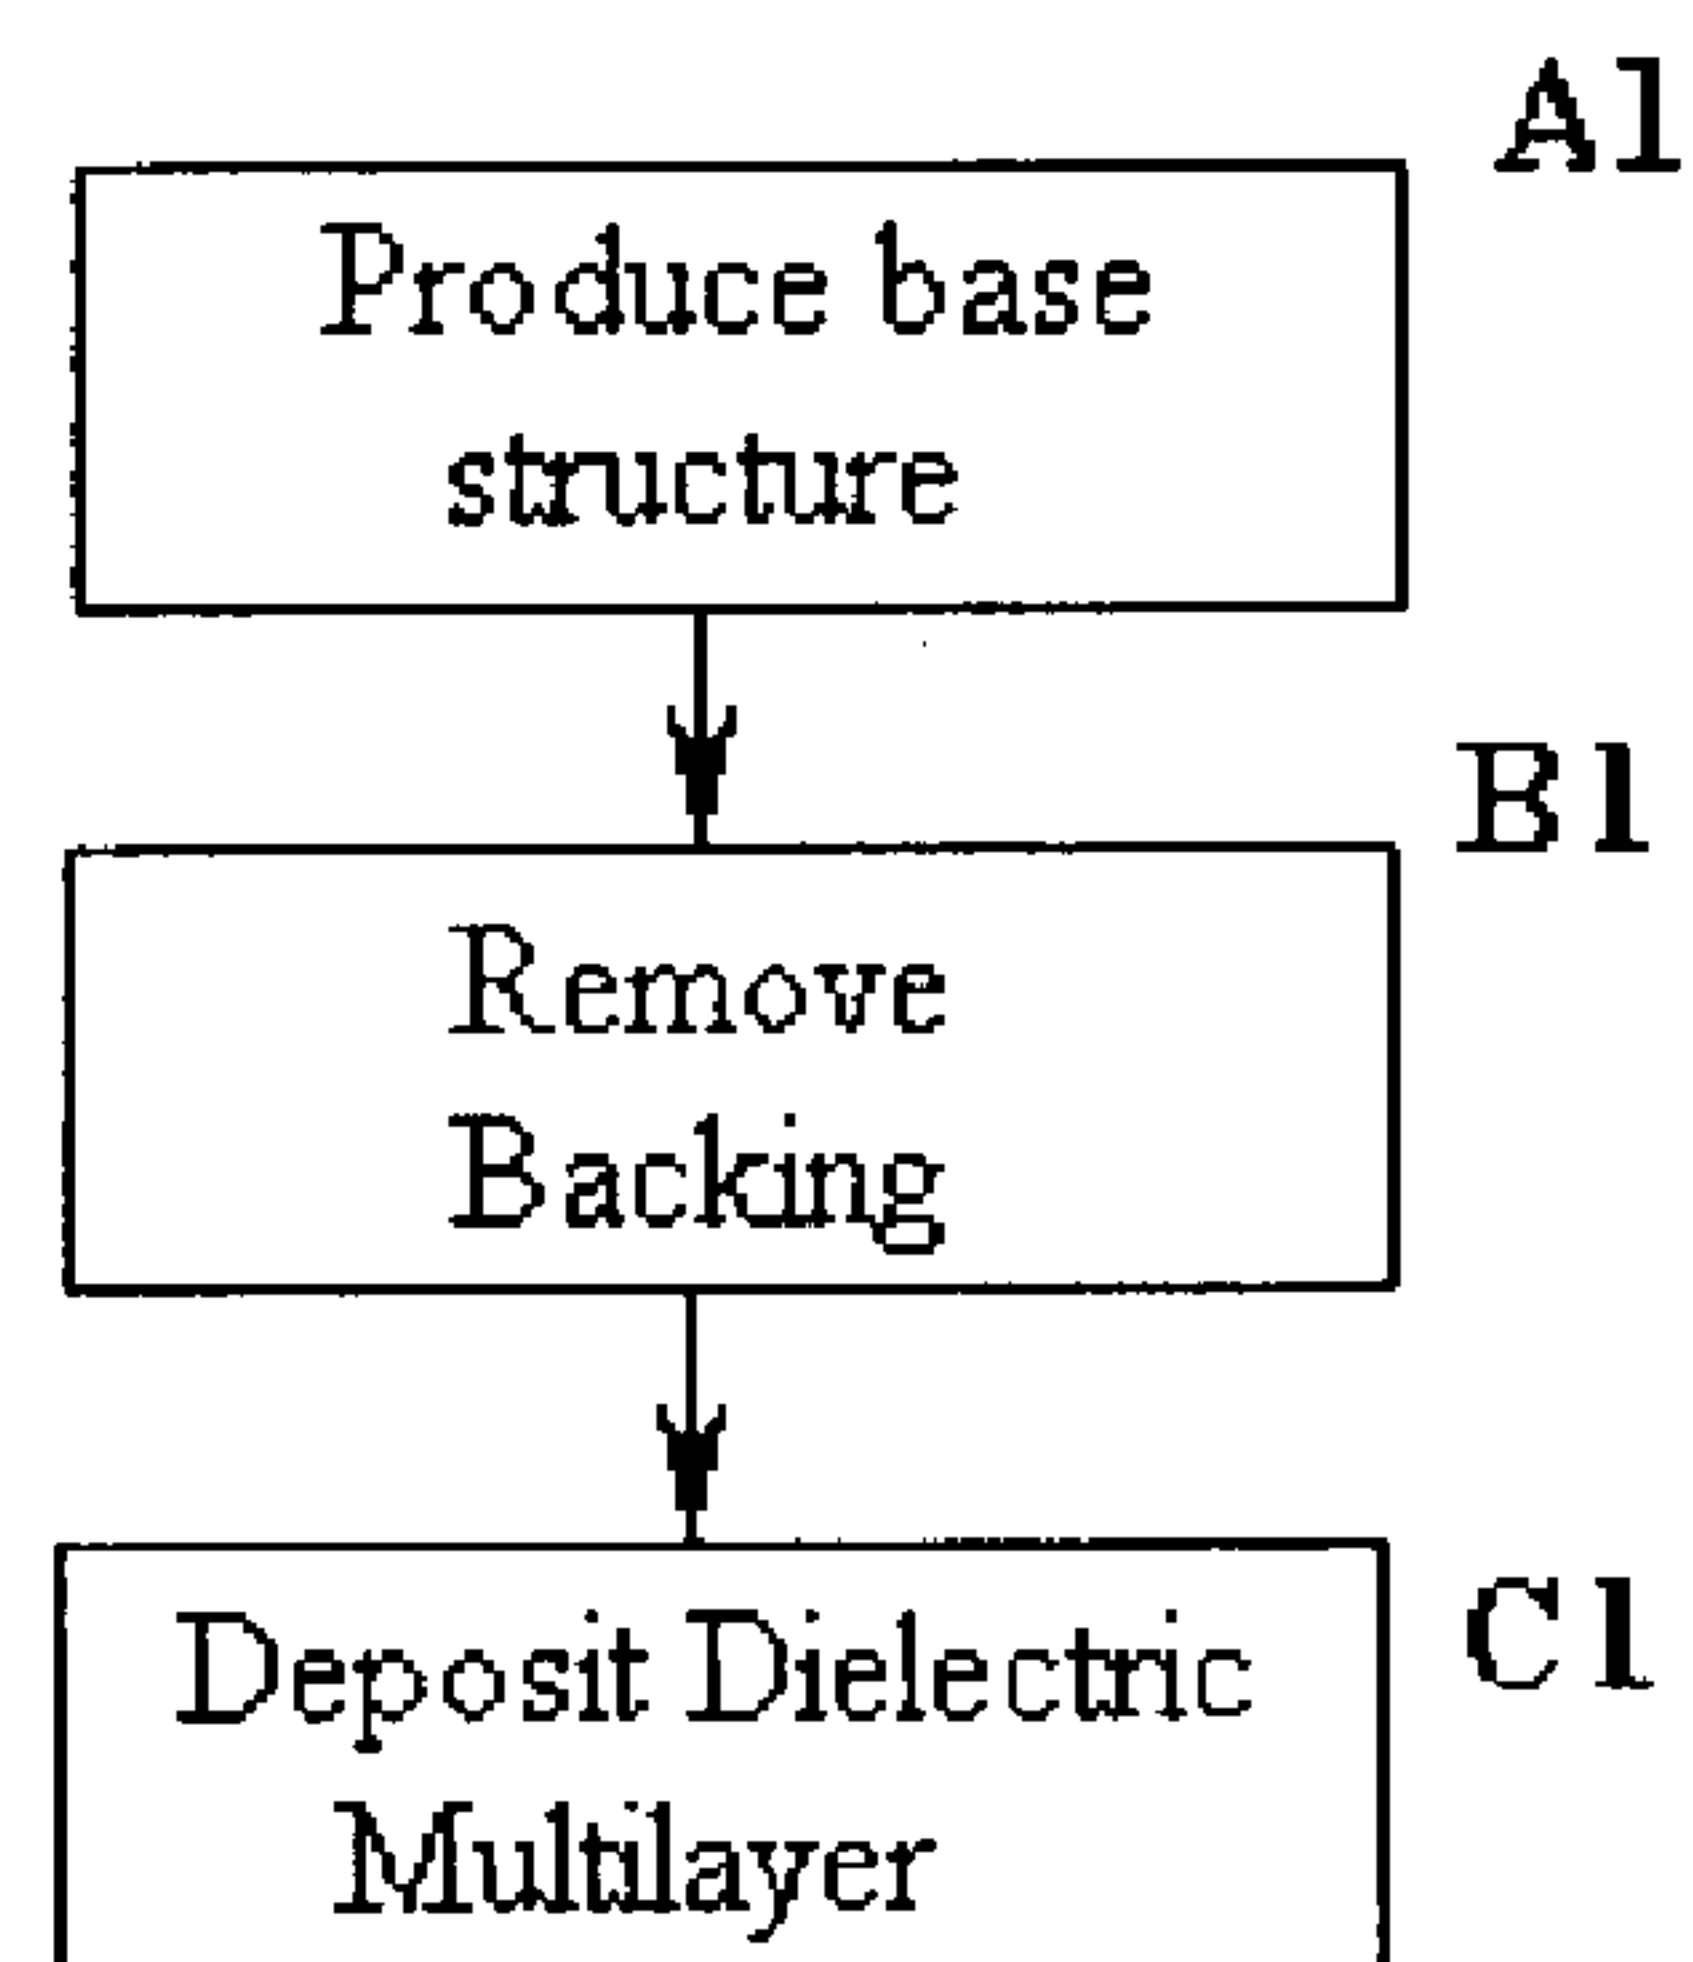 A1
Produce base
structure
B1
Remove
Backing
C1
Deposit Dielectric
Multilayer